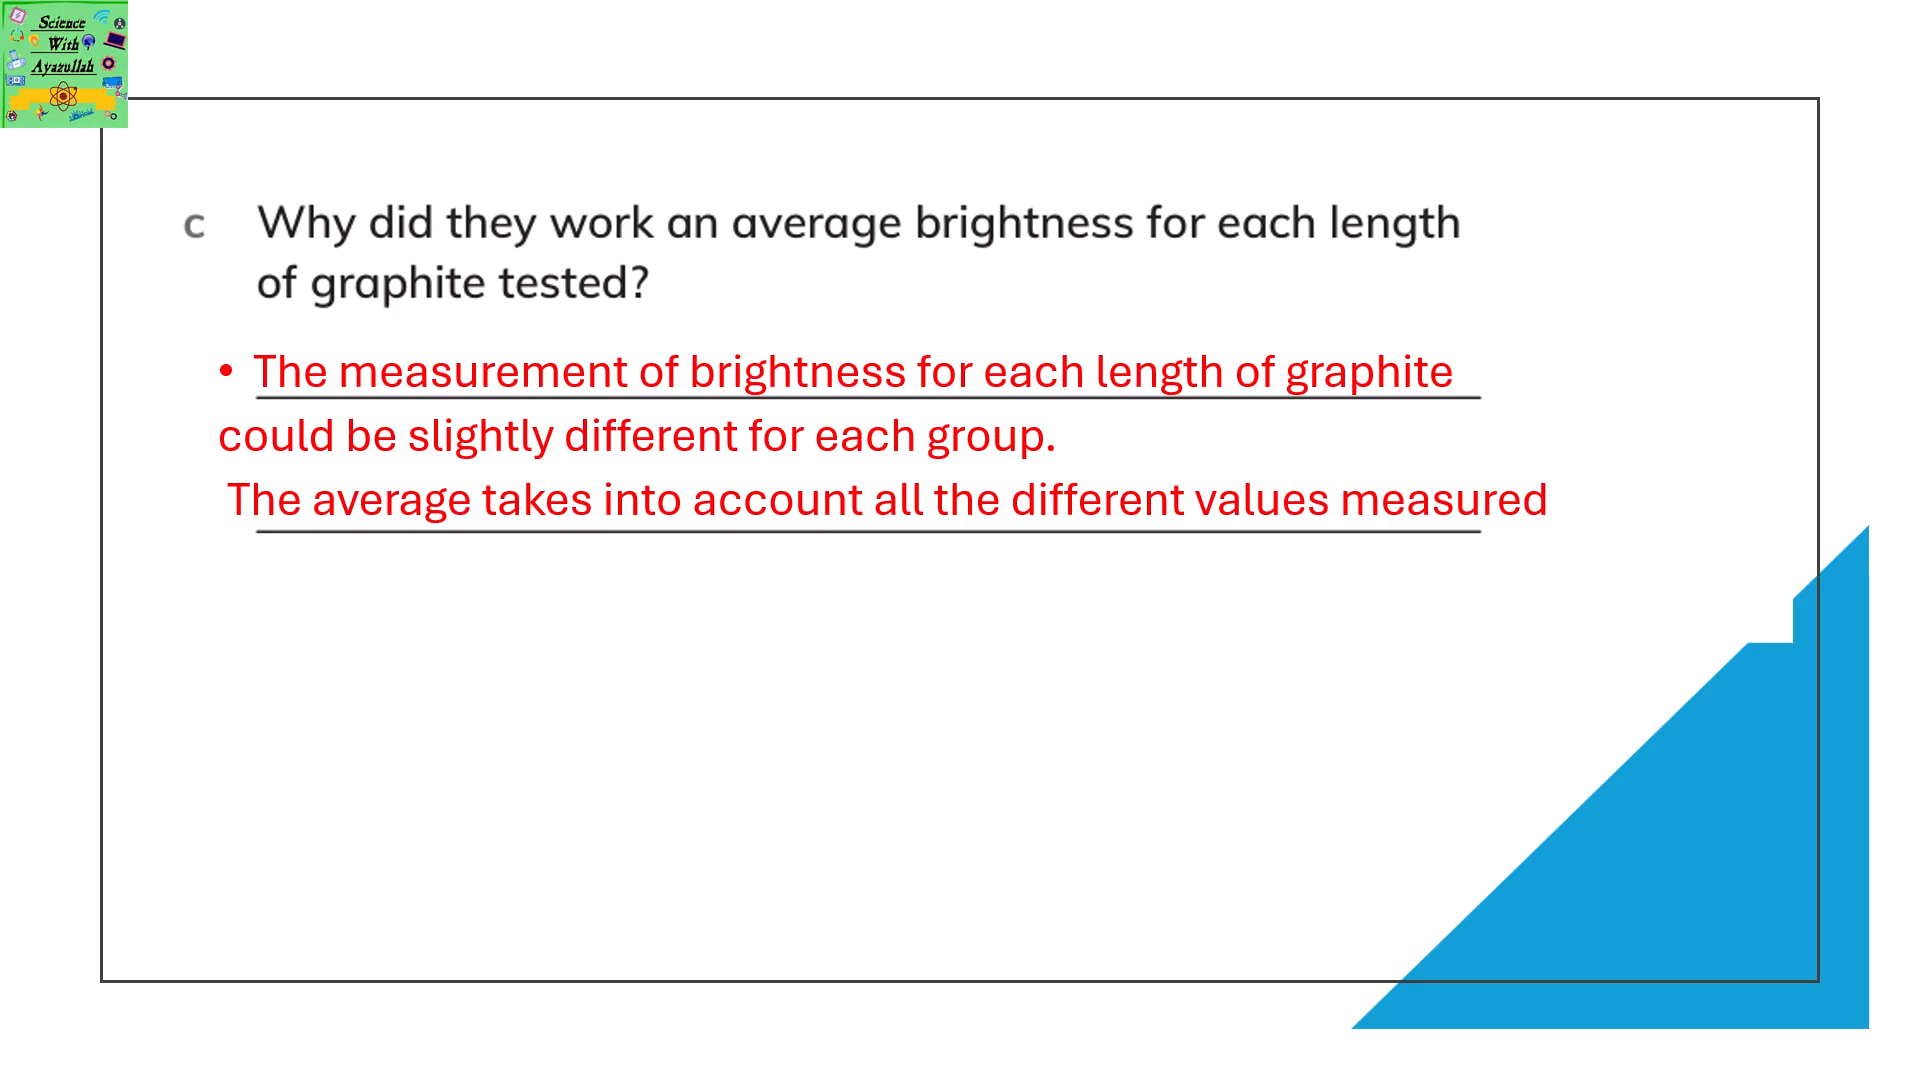 Science
With
Ayazullah
c Why did they work an average brightness for each length
of graphite tested?
• The measurement of brightness for each length of graphite
could be slightly different for each group.
The average takes into account all the different values measured